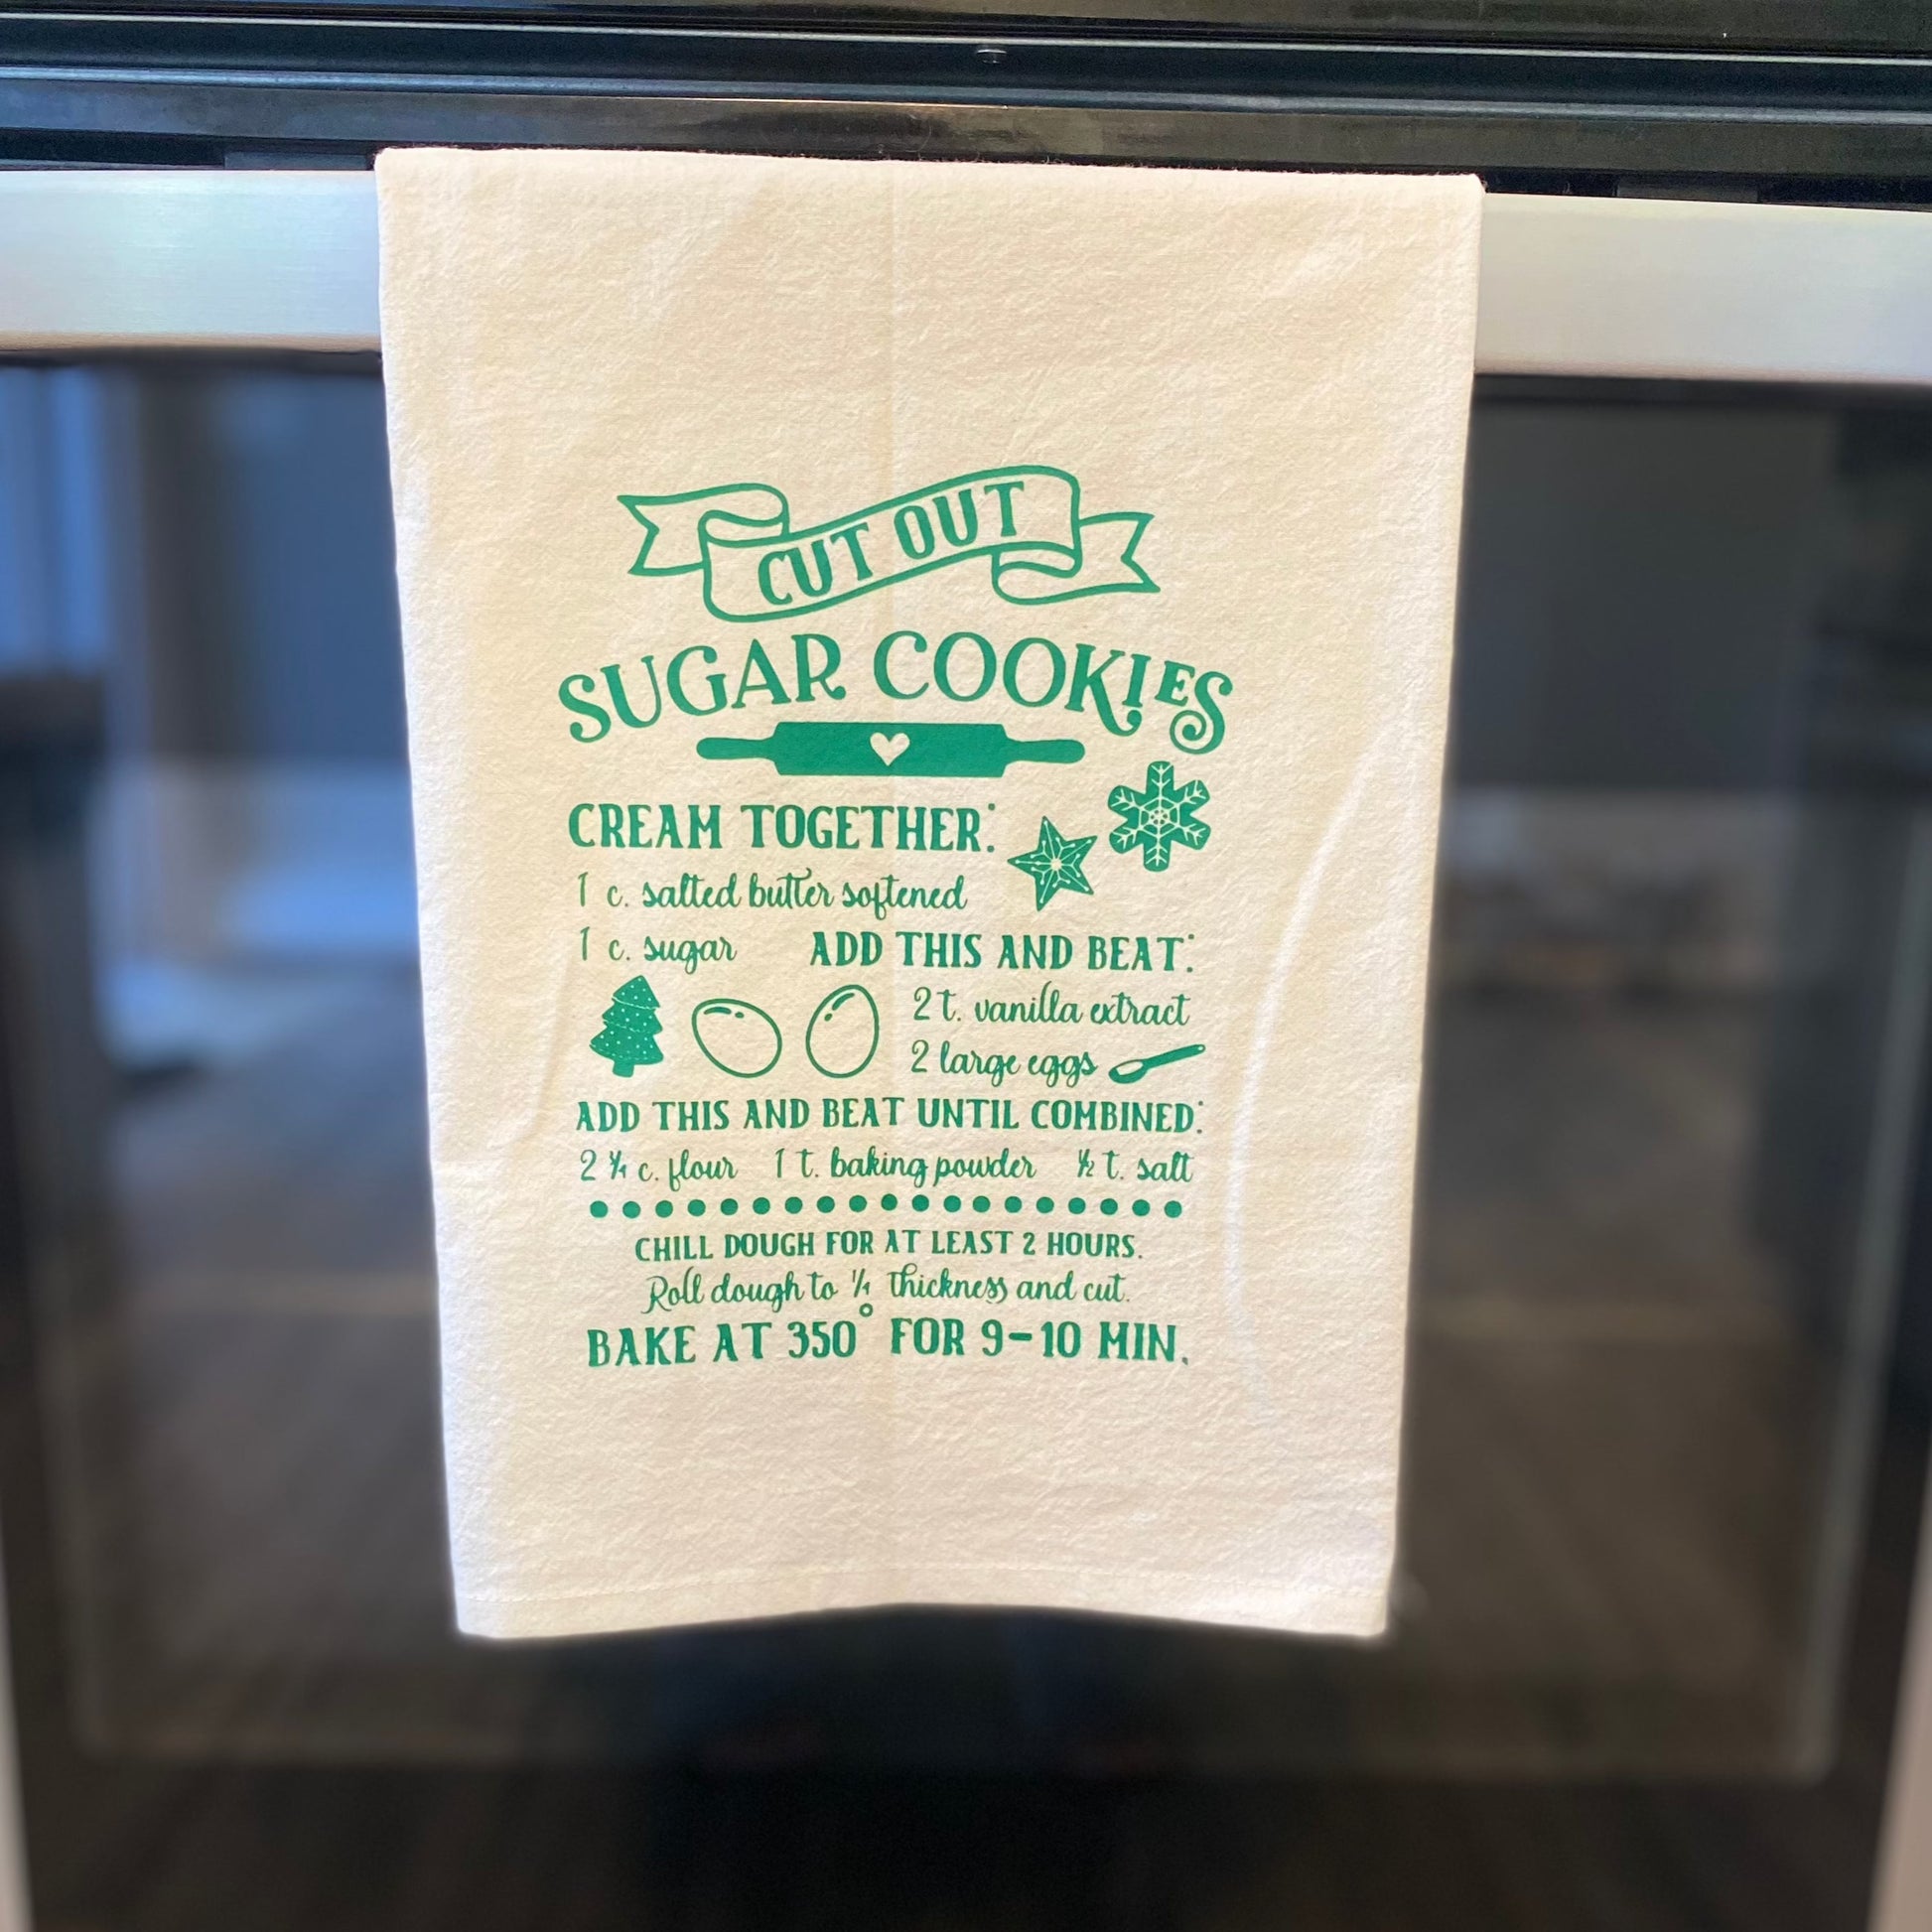 CUT OUT
SUGAR COOKIES
CREAM TOGETHER:
1 c. salted butter softened
1 c. sugar
ADD THIS AND BEAT:
2 t. vanilla extract
2 large eggs
ADD THIS AND BEAT UNTIL COMBINED:
2 ¾ c. flour 1 t. baking powder ½ t. salt
CHILL DOUGH FOR AT LEAST 2 HOURS.
Roll dough to ¼ thickness and cut.
BAKE AT 350° FOR 9-10 MIN.